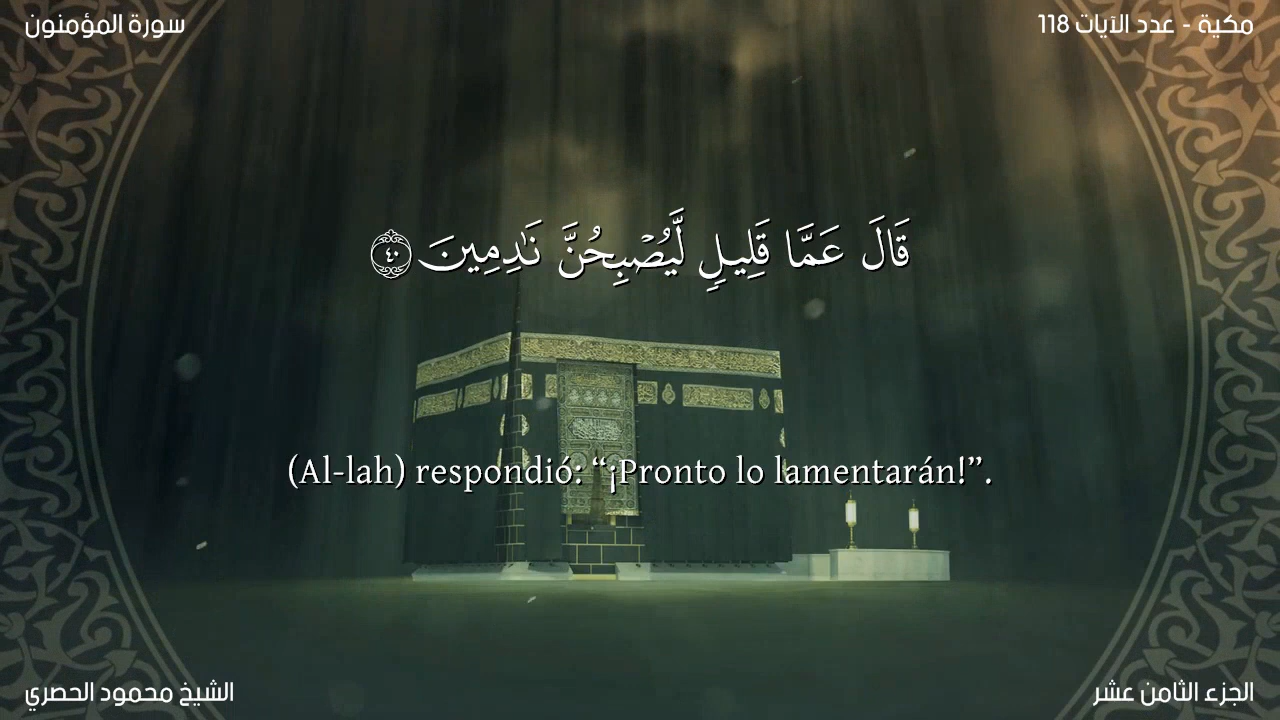 سورة المؤمنون
مكية - عدد الآيات 118
قَالَ عَمَّا قَلِيلٍ لَّيُصْبِحُنَّ نَـٰدِمِينَ ٤٠
(Al-lah) respondió: “¡Pronto lo lamentarán!”.
الشيخ محمود الحصري
الجزء الثامن عشر